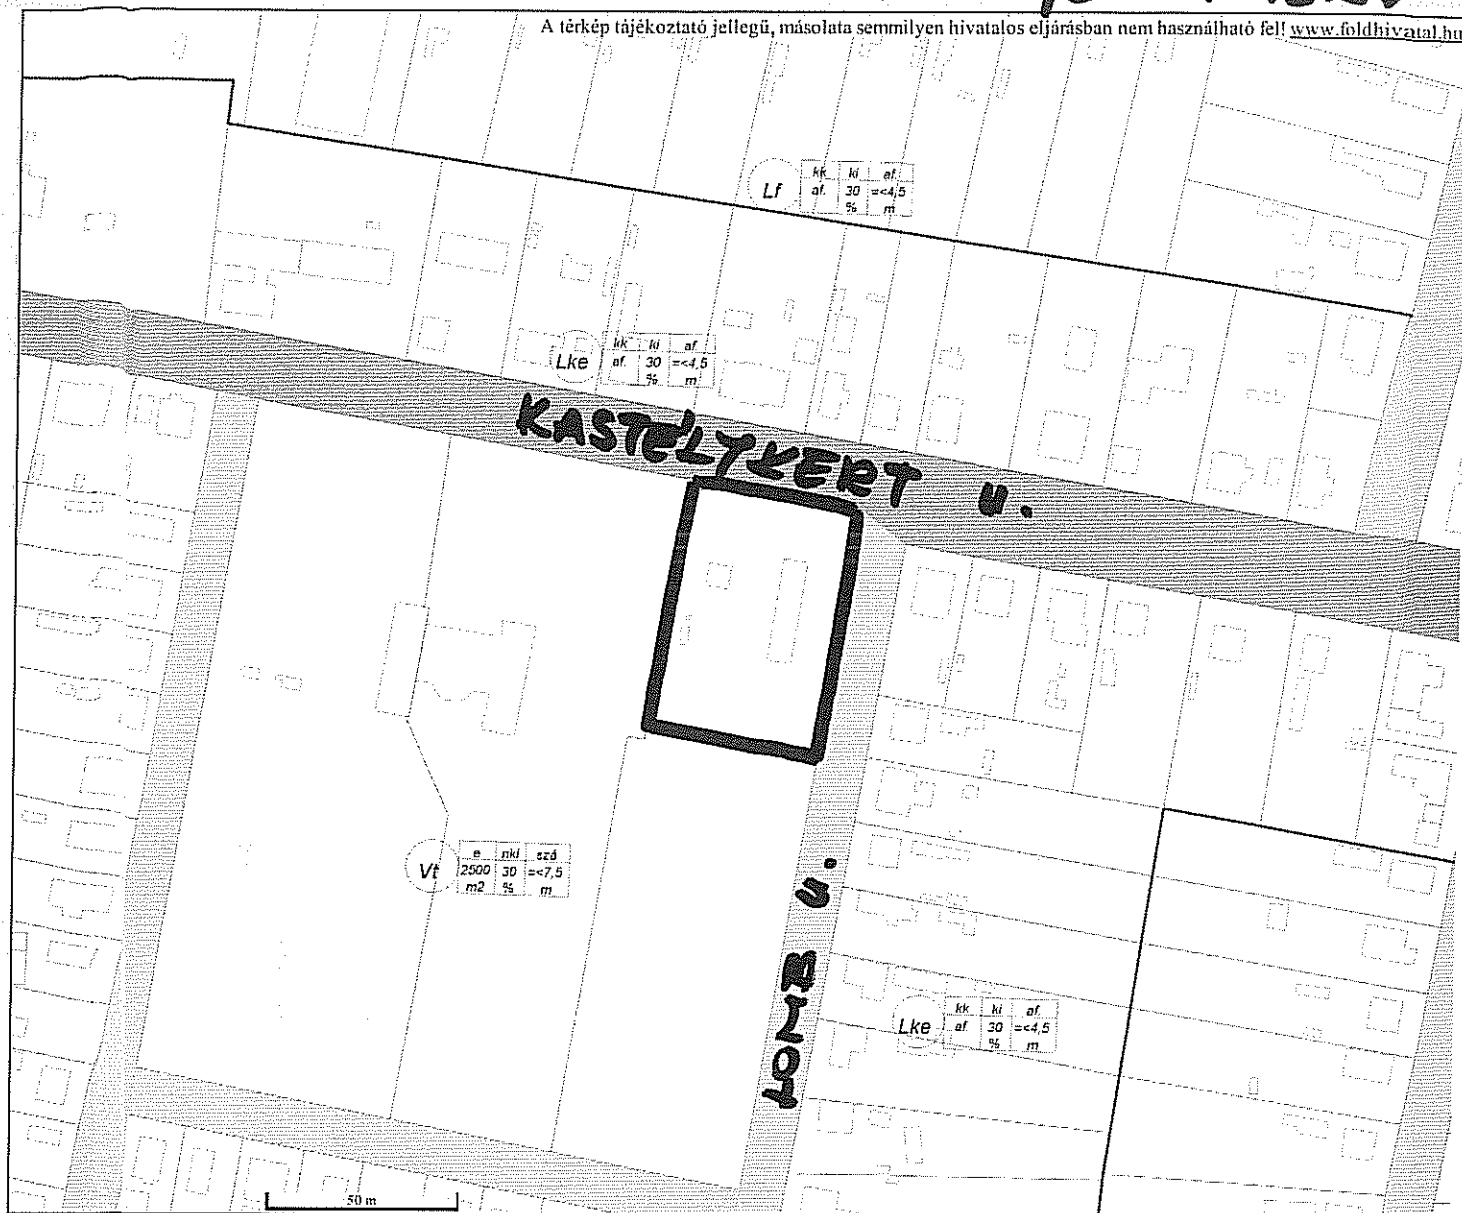 A térkép tájékoztató jellegű, másolata semmilyen hivatalos eljárásban nem használható fel! www.foldhivatal.hu
Lf
kk ki af.
af. 30 =<4,5
% m
Lke
kk ki af.
af. 30 =<4,5
% m
KASTÉLYKERT u.
Vt
e nki szá
2500 30 =<7,5
m2 % m
u.
Lke
kk ki af.
af. 30 =<4,5
% m
50 m